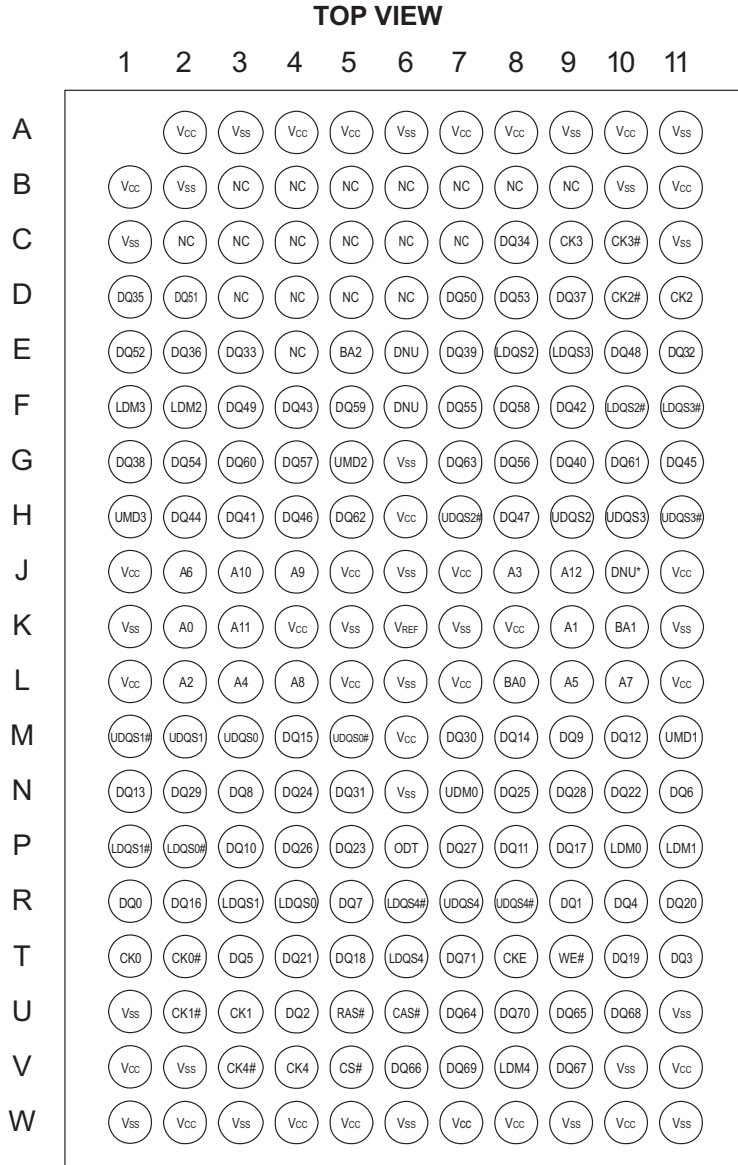 TOP VIEW
1 2 3 4 5 6 7 8 9 10 11
A Vcc Vss Vcc Vcc Vss Vcc Vcc Vss Vcc Vss
B Vcc Vss NC NC NC NC NC NC NC Vss Vcc
C Vss NC NC NC NC NC NC DQ34 CK3 CK3# Vss
D DQ35 DQ51 NC NC NC NC DQ50 DQ53 DQ37 CK2# CK2
E DQ52 DQ36 DQ33 NC BA2 DNU DQ39 LDQS2 LDQS3 DQ48 DQ32
F LDM3 LDM2 DQ49 DQ43 DQ59 DNU DQ55 DQ58 DQ42 LDQS2# LDQS3#
G DQ38 DQ54 DQ60 DQ57 UMD2 Vss DQ63 DQ56 DQ40 DQ61 DQ45
H UMD3 DQ44 DQ41 DQ46 DQ62 Vcc UDQS2# DQ47 UDQS2 UDQS3 UDQS3#
J Vcc A6 A10 A9 Vcc Vss Vcc A3 A12 DNU* Vcc
K Vss A0 A11 Vcc Vss VREF Vss Vcc A1 BA1 Vss
L Vcc A2 A4 A8 Vcc Vss Vcc BA0 A5 A7 Vcc
M UDQS1# UDQS1 UDQS0 DQ15 UDQS0# Vcc DQ30 DQ14 DQ9 DQ12 UMD1
N DQ13 DQ29 DQ8 DQ24 DQ31 Vss UDM0 DQ25 DQ28 DQ22 DQ6
P LDQS1# LDQS0# DQ10 DQ26 DQ23 ODT DQ27 DQ11 DQ17 LDM0 LDM1
R DQ0 DQ16 LDQS1 LDQS0 DQ7 LDQS4# UDQS4 UDQS4# DQ1 DQ4 DQ20
T CK0 CK0# DQ5 DQ21 DQ18 LDQS4 DQ71 CKE WE# DQ19 DQ3
U Vss CK1# CK1 DQ2 RAS# CAS# DQ64 DQ70 DQ65 DQ68 Vss
V Vcc Vss CK4# CK4 CS# DQ66 DQ69 LDM4 DQ67 Vss Vcc
W Vss Vcc Vss Vcc Vcc Vss Vcc Vcc Vss Vcc Vss